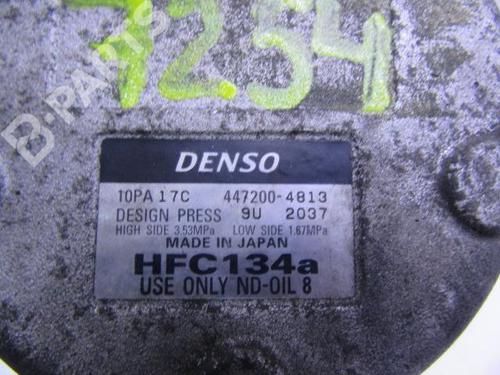 7254
B-PARTS
DENSO
10PA 17C 447200-4813
DESIGN PRESS 9U 2037
HIGH SIDE 3.53MPa LOW SIDE 1.67MPa
MADE IN JAPAN
HFC134a
USE ONLY ND-OIL 8